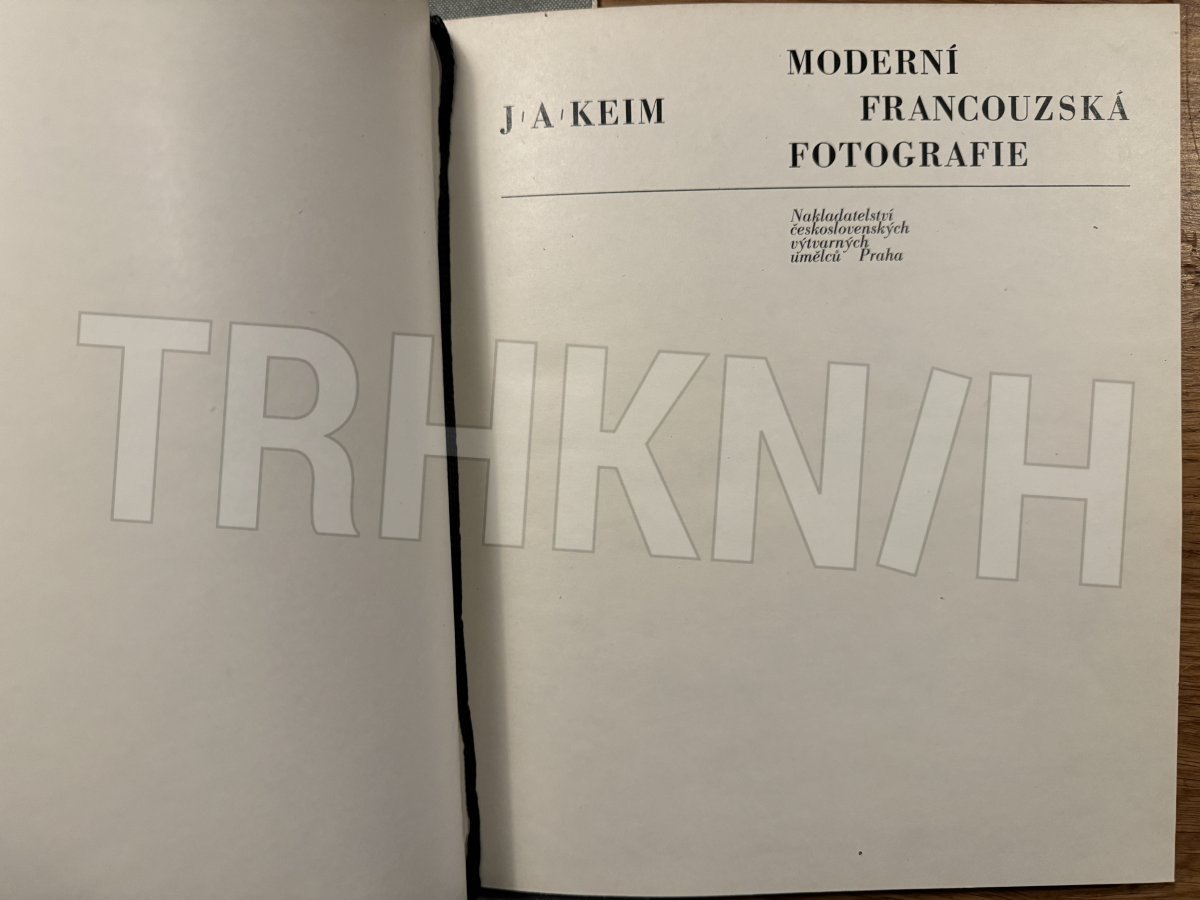 J/A/KEIM
MODERNÍ
FRANCOUZSKÁ
FOTOGRAFIE
Nakladatelství
československých
výtvarných
umělců Praha
TRHKN/H